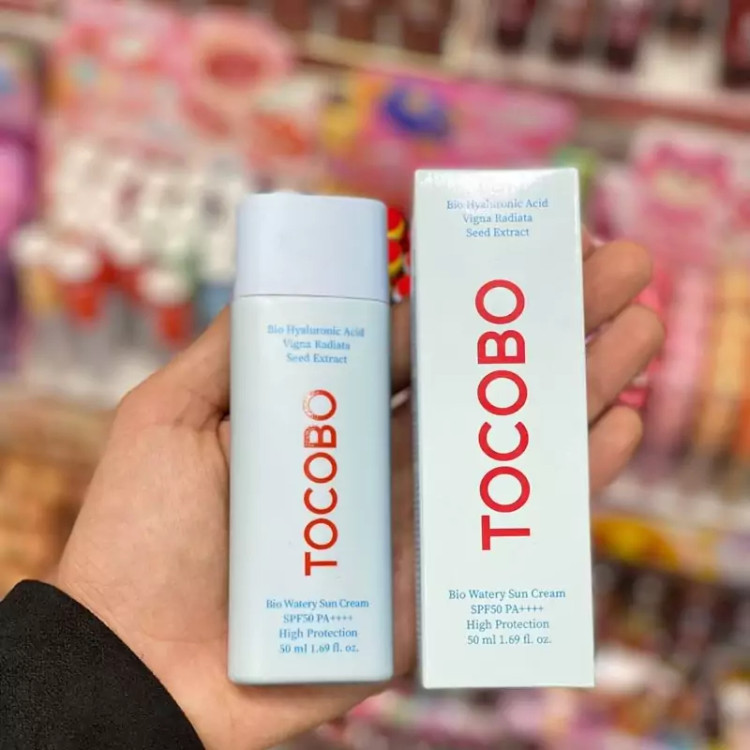 Bio Hyaluronic Acid
Vigna Radiata
Seed Extract
TOCOBO
Bio Watery Sun Cream
SPF50 PA++++
High Protection
50 ml 1.69 fl. oz.
Bio Hyaluronic Acid
Vigna Radiata
Seed Extract
TOCOBO
Bio Watery Sun Cream
SPF50 PA++++
High Protection
50 ml 1.69 fl. oz.